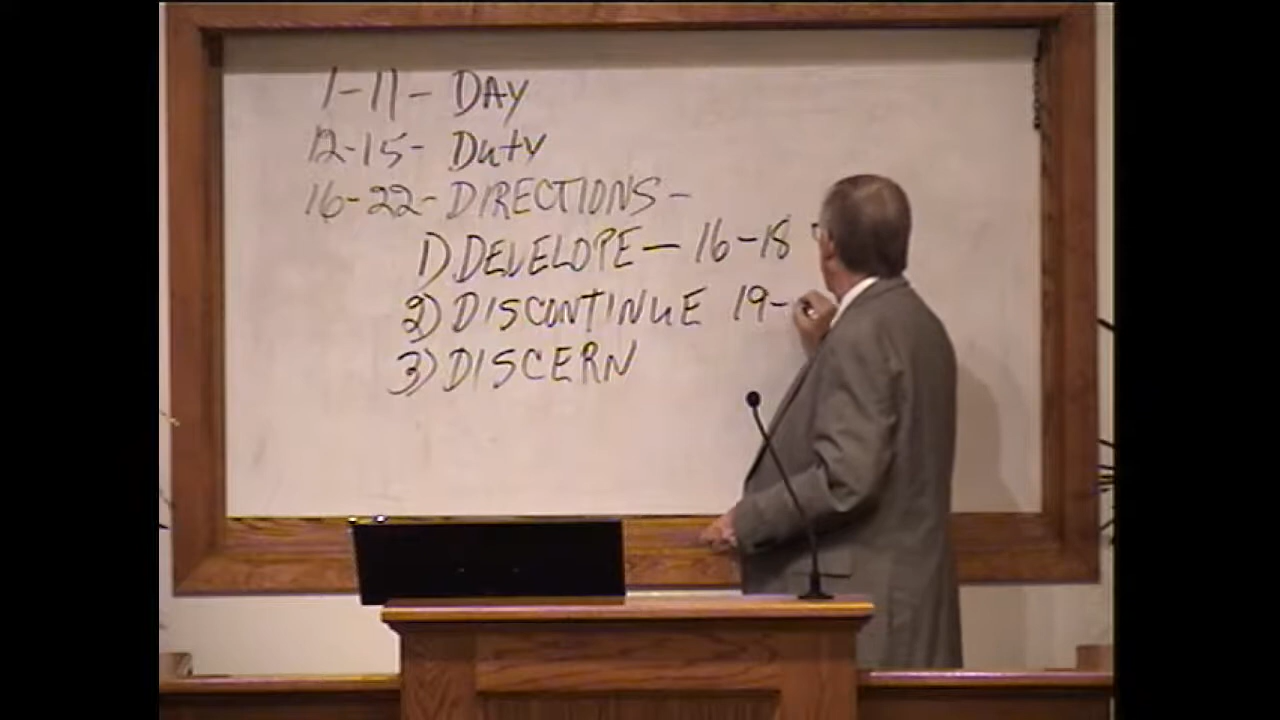 1-11- DAY
12-15- Duty
16-22- DIRECTIONS-
1) DEVELOPE - 16-18
2) DISCONTINUE 19-
3) DISCERN